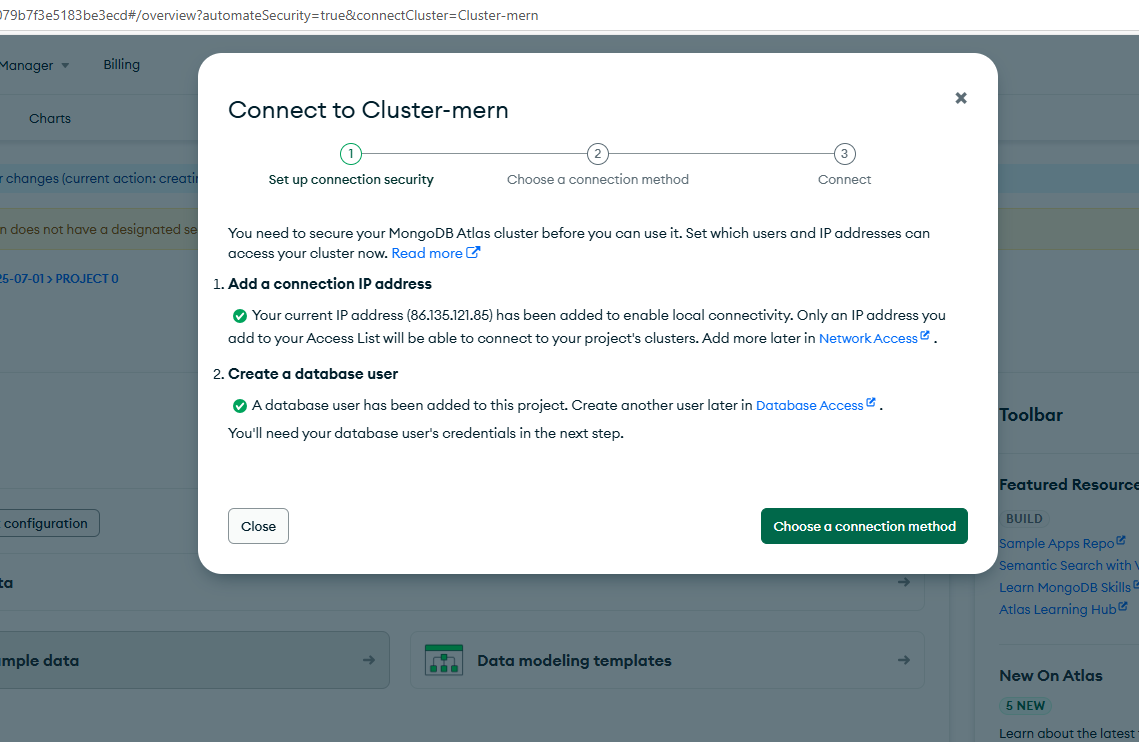 079b7f3e5183be3ecd#/overview?automateSecurity=true&connectCluster=Cluster-mern
Manager
Billing
Charts
changes (current action: creatin
n does not have a designated se
25-07-01 > PROJECT 0
Connect to Cluster-mern
1
2
3
Set up connection security
Choose a connection method
Connect
You need to secure your MongoDB Atlas cluster before you can use it. Set which users and IP addresses can
access your cluster now. Read more
1. Add a connection IP address
Your current IP address (86.135.121.85) has been added to enable local connectivity. Only an IP address you
add to your Access List will be able to connect to your project's clusters. Add more later in Network Access .
2. Create a database user
A database user has been added to this project. Create another user later in Database Access .
You'll need your database user's credentials in the next step.
Close
Choose a connection method
configuration
ta
mple data
Data modeling templates
Toolbar
Featured Resource
BUILD
Sample Apps Repo
Semantic Search with V
Learn MongoDB Skills
Atlas Learning Hub
New On Atlas
5 NEW
Learn about the latest